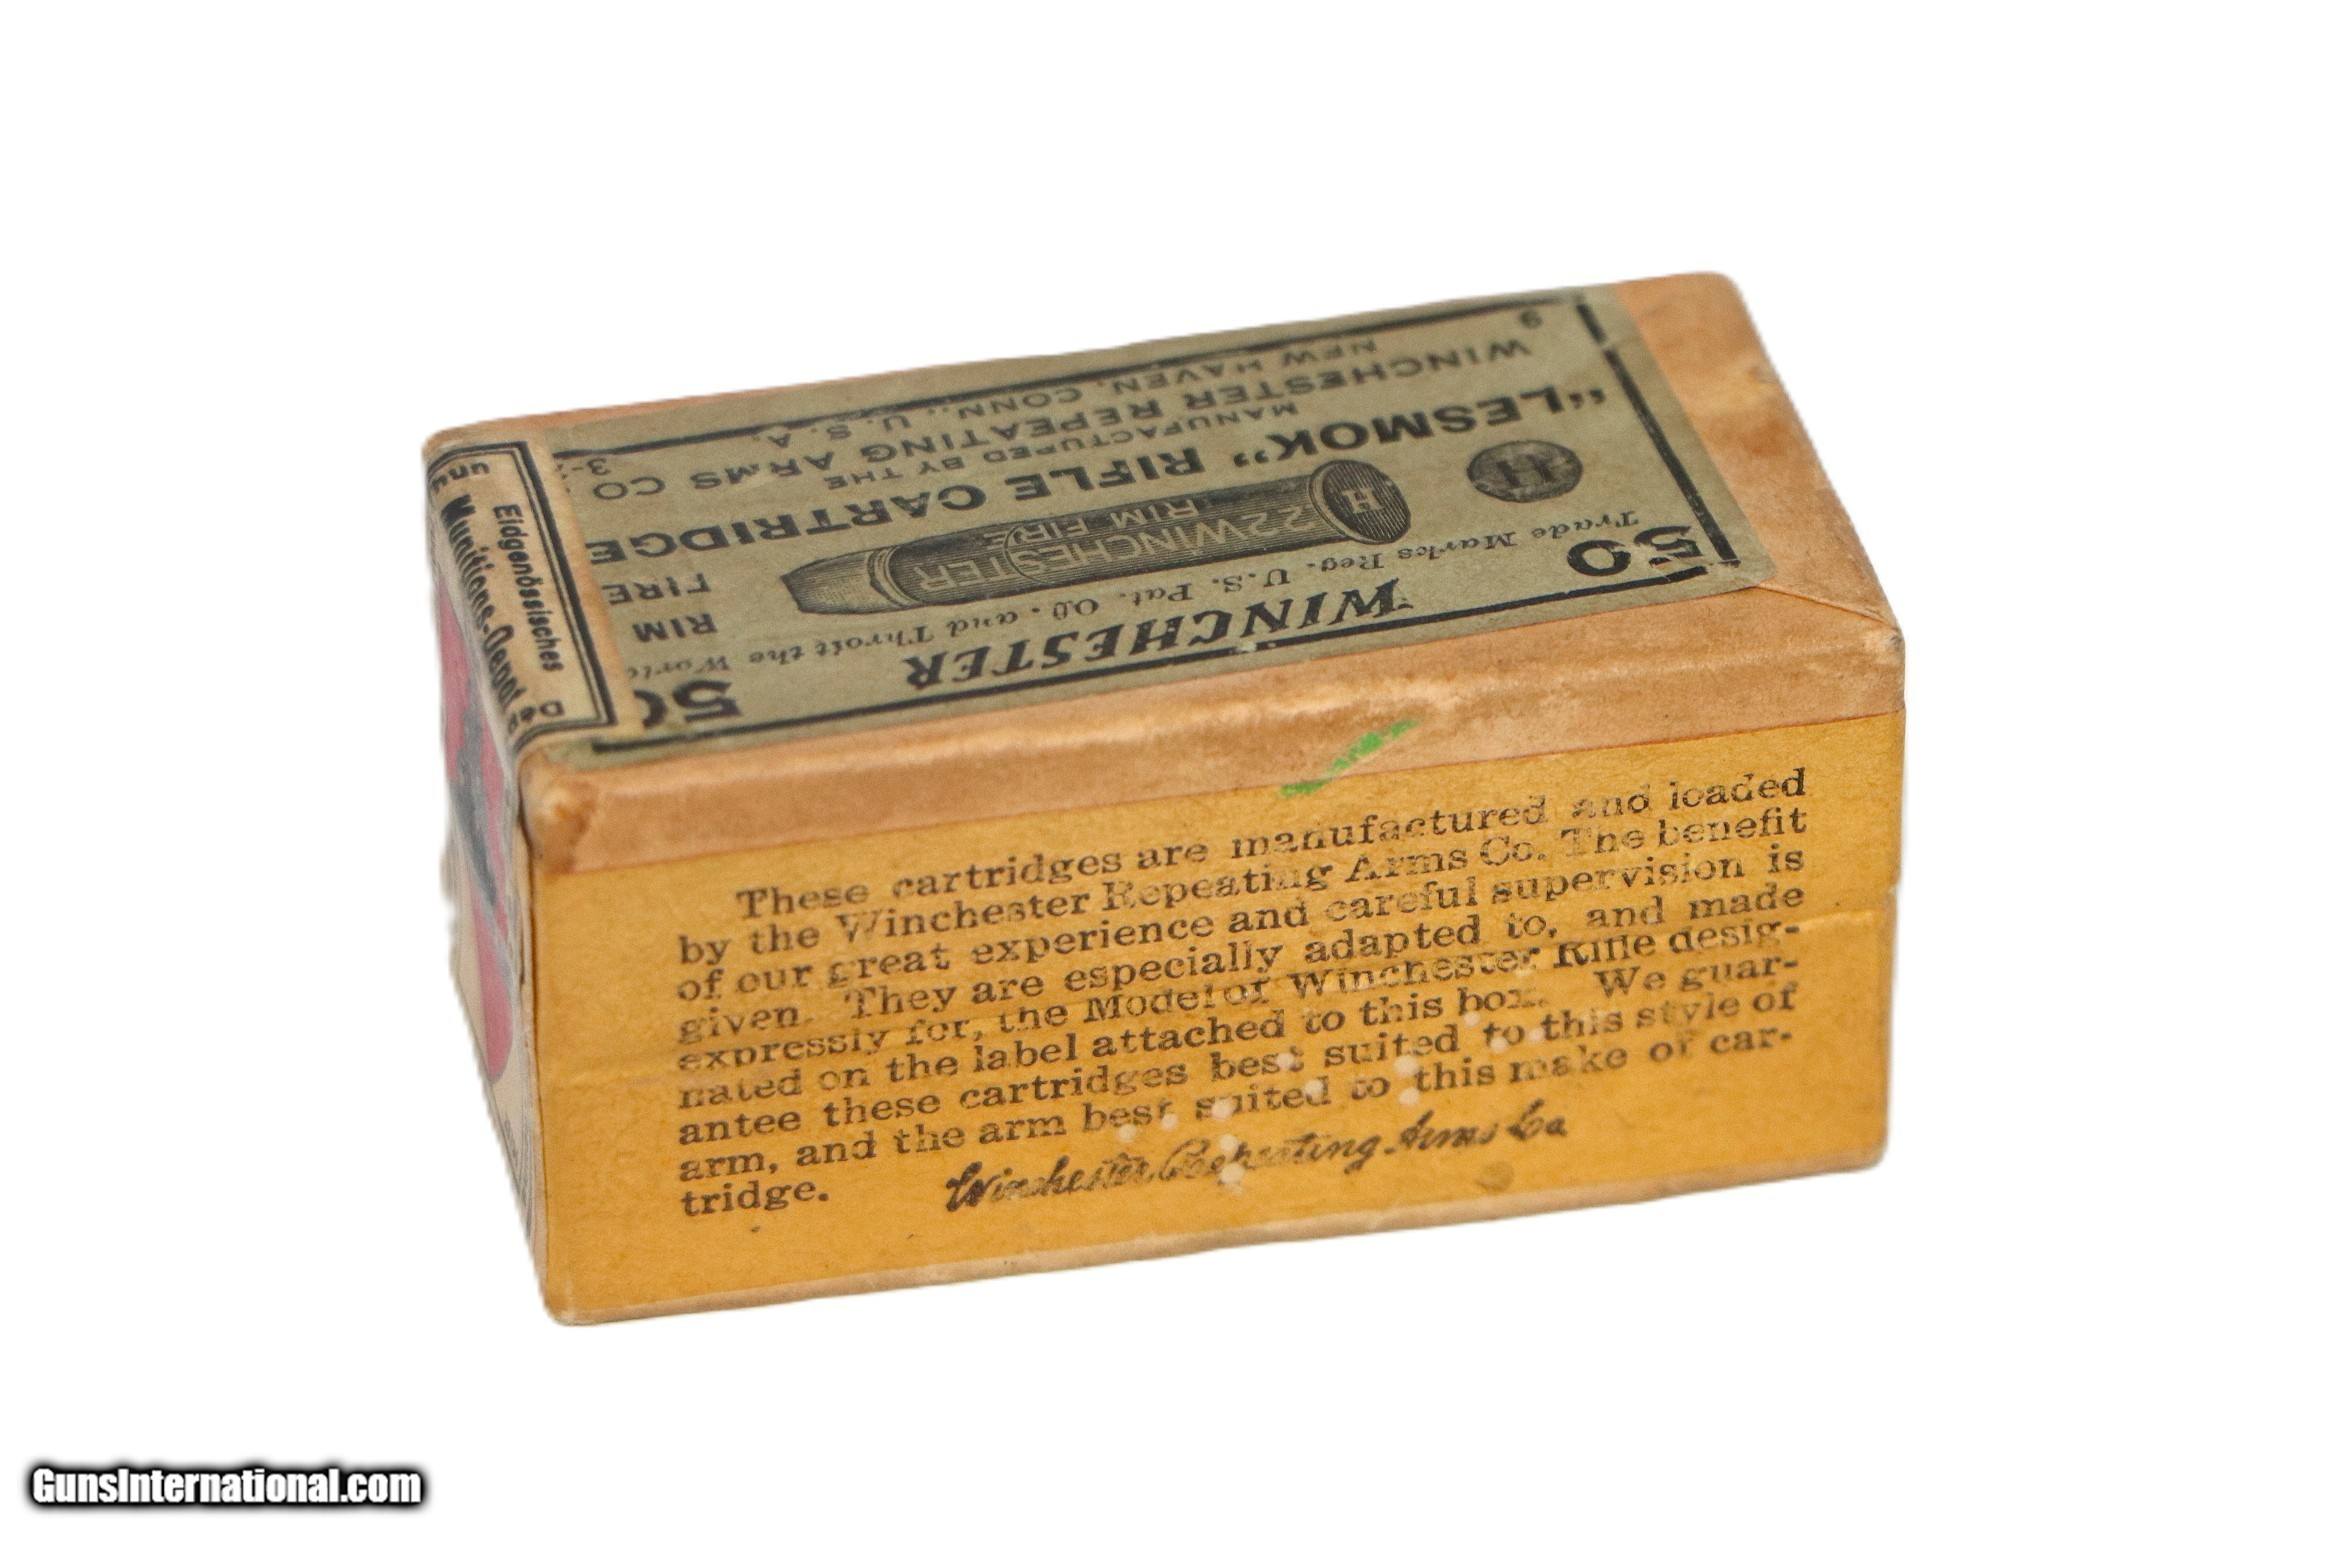 50 WINCHESTER 50
Trade Marks Reg. U.S. Pat. Off. and Throut the World
22 WINCHESTER
RIM FIRE
H
H
RIM
FIRE
"LESMOK" RIFLE CARTRIDGE
MANUFACTURED BY THE
WINCHESTER REPEATING ARMS CO
NEW HAVEN, CONN., U. S. A.
9
3-
Eidgenössisches
Munitions-Depot
These cartridges are manufactured and loaded
by the Winchester Repeating Arms Co. The benefit
of our great experience and careful supervision is
given. They are especially adapted to, and made
expressly for, the Model of Winchester Rifle desig-
nated on the label attached to this box. We guar-
antee these cartridges best suited to this style of
arm, and the arm best suited to this make of car-
tridge.
Winchester Repeating Arms Co
GunsInternational.com